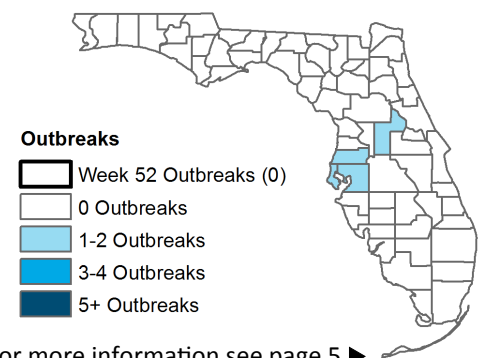 Outbreaks
Week 52 Outbreaks (0)
0 Outbreaks
1-2 Outbreaks
3-4 Outbreaks
5+ Outbreaks
or more information see page 5 ▶